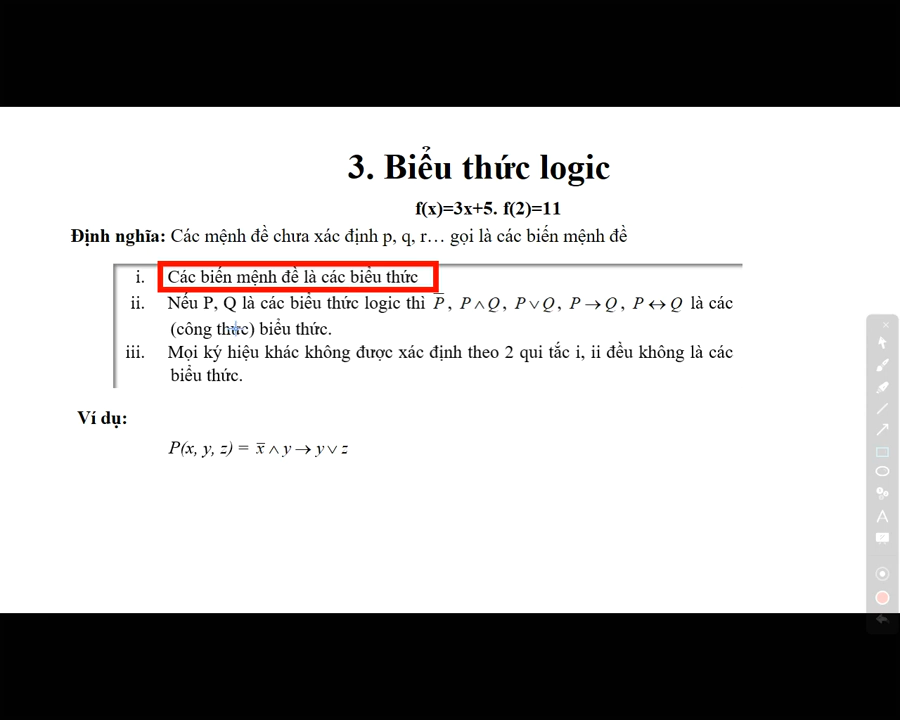 3. Biểu thức logic
f(x)=3x+5. f(2)=11
Định nghĩa: Các mệnh đề chưa xác định p, q, r… gọi là các biến mệnh đề
i. Các biến mệnh đề là các biểu thức
ii. Nếu P, Q là các biểu thức logic thì P̅, P∧Q, P∨Q, P→Q, P↔Q là các
(công thức) biểu thức.
iii. Mọi ký hiệu khác không được xác định theo 2 qui tắc i, ii đều không là các
biểu thức.
Ví dụ:
P(x, y, z) = x̅ ∧ y → y ∨ z
A